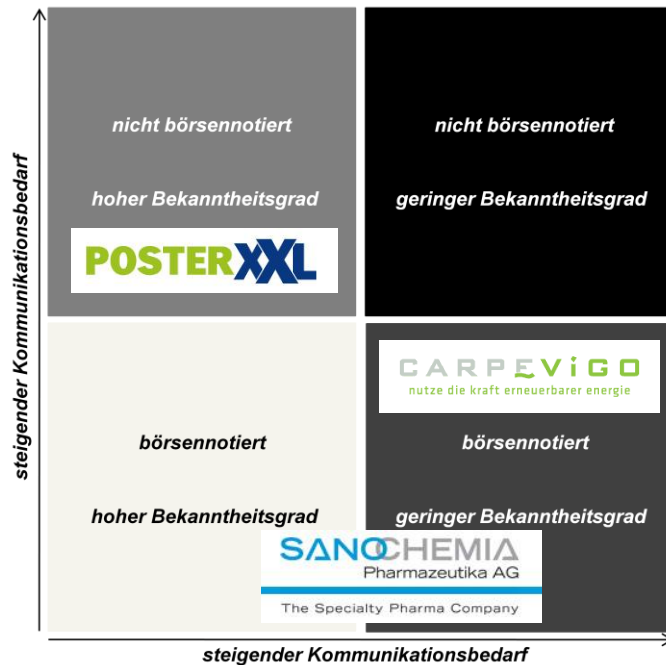 steigender Kommunikationsbedarf
nicht börsennotiert
hoher Bekanntheitsgrad
POSTERXXL
nicht börsennotiert
geringer Bekanntheitsgrad
börsennotiert
hoher Bekanntheitsgrad
CARPEViGO
nutze die kraft erneuerbarer energie
börsennotiert
geringer Bekanntheitsgrad
SANOCHEMIA
Pharmazeutika AG
The Specialty Pharma Company
steigender Kommunikationsbedarf